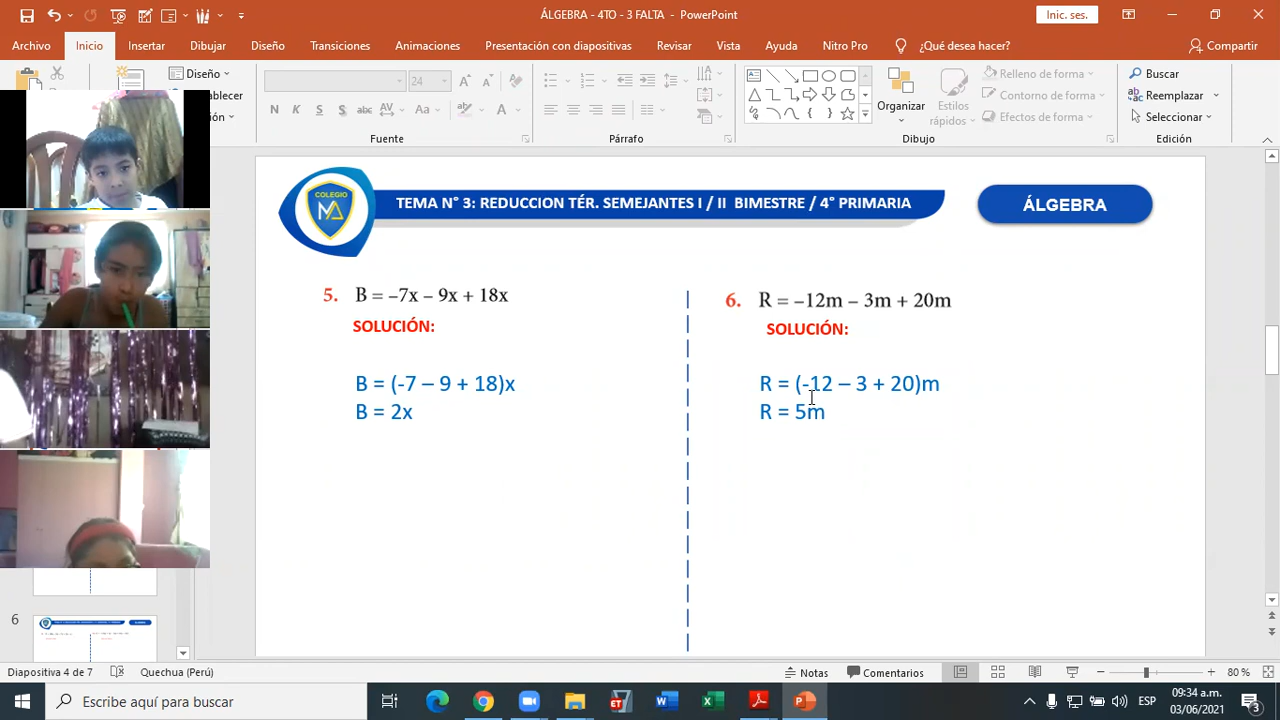 ÁLGEBRA - 4TO - 3 FALTA - PowerPoint
Inic. ses.
Archivo Inicio Insertar Dibujar Diseño Transiciones Animaciones Presentación con diapositivas Revisar Vista Ayuda Nitro Pro ¿Qué desea hacer? Compartir
Diseño
24
N K S abc AV Aa A
Organizar
Estilos
rápidos
Relleno de forma
Contorno de forma
Efectos de forma
Buscar
Reemplazar
Seleccionar
Fuente
Párrafo
Dibujo
Edición
COLEGIO
TEMA N° 3: REDUCCION TÉR. SEMEJANTES I / II BIMESTRE / 4° PRIMARIA
ÁLGEBRA
5. B = –7x – 9x + 18x
SOLUCIÓN:
B = (-7 – 9 + 18)x
B = 2x
6. R = –12m – 3m + 20m
SOLUCIÓN:
R = (-12 – 3 + 20)m
R = 5m
6
Diapositiva 4 de 7
Quechua (Perú)
Notas
Comentarios
80 %
Escribe aquí para buscar
ESP
09:34 a.m.
03/06/2021
3